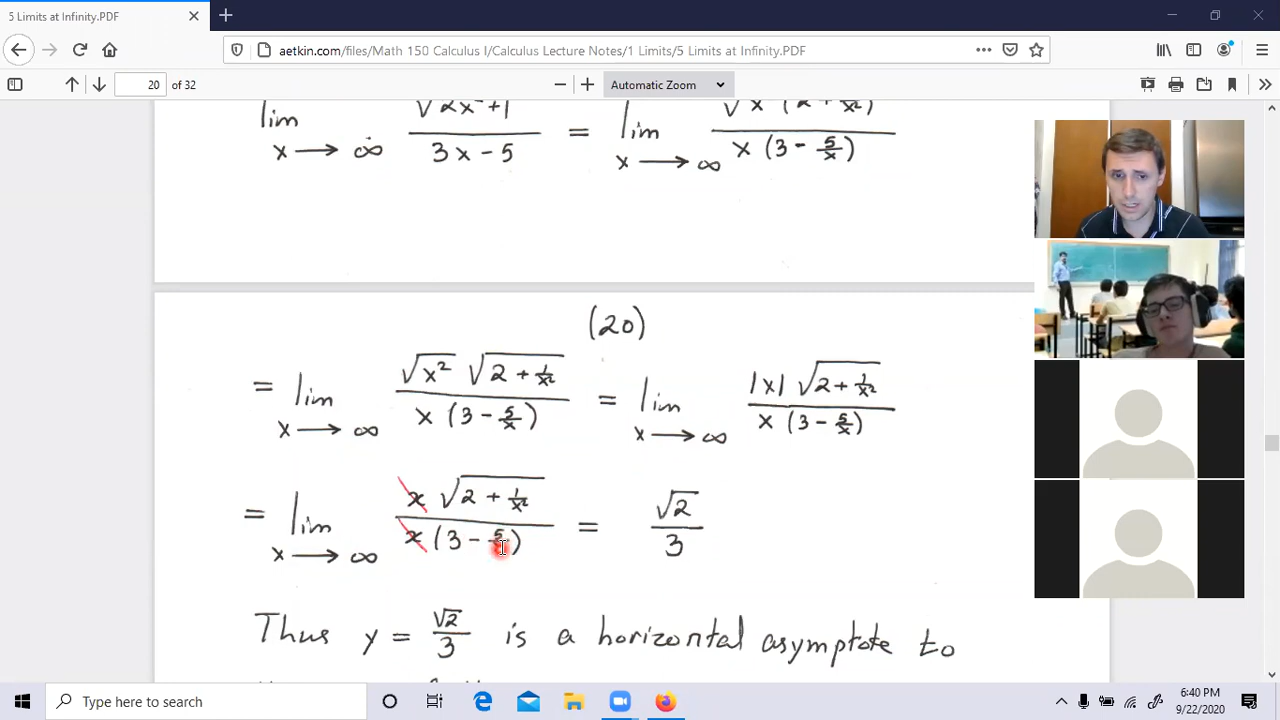 5 Limits at Infinity.PDF
aetkin.com/files/Math 150 Calculus I/Calculus Lecture Notes/1 Limits/5 Limits at Infinity.PDF
20 of 32
Automatic Zoom
lim x → ∞ √2x²+1 / 3x - 5 = lim x → ∞ √x² (2 + 1/x²) / x (3 - 5/x)
(20)
= lim x → ∞ √x² √2 + 1/x² / x (3 - 5/x) = lim x → ∞ |x| √2 + 1/x² / x (3 - 5/x)
= lim x → ∞ x √2 + 1/x² / x (3 - 5/x) = √2 / 3
Thus y = √2 / 3 is a horizontal asymptote to
Type here to search
6:40 PM
9/22/2020